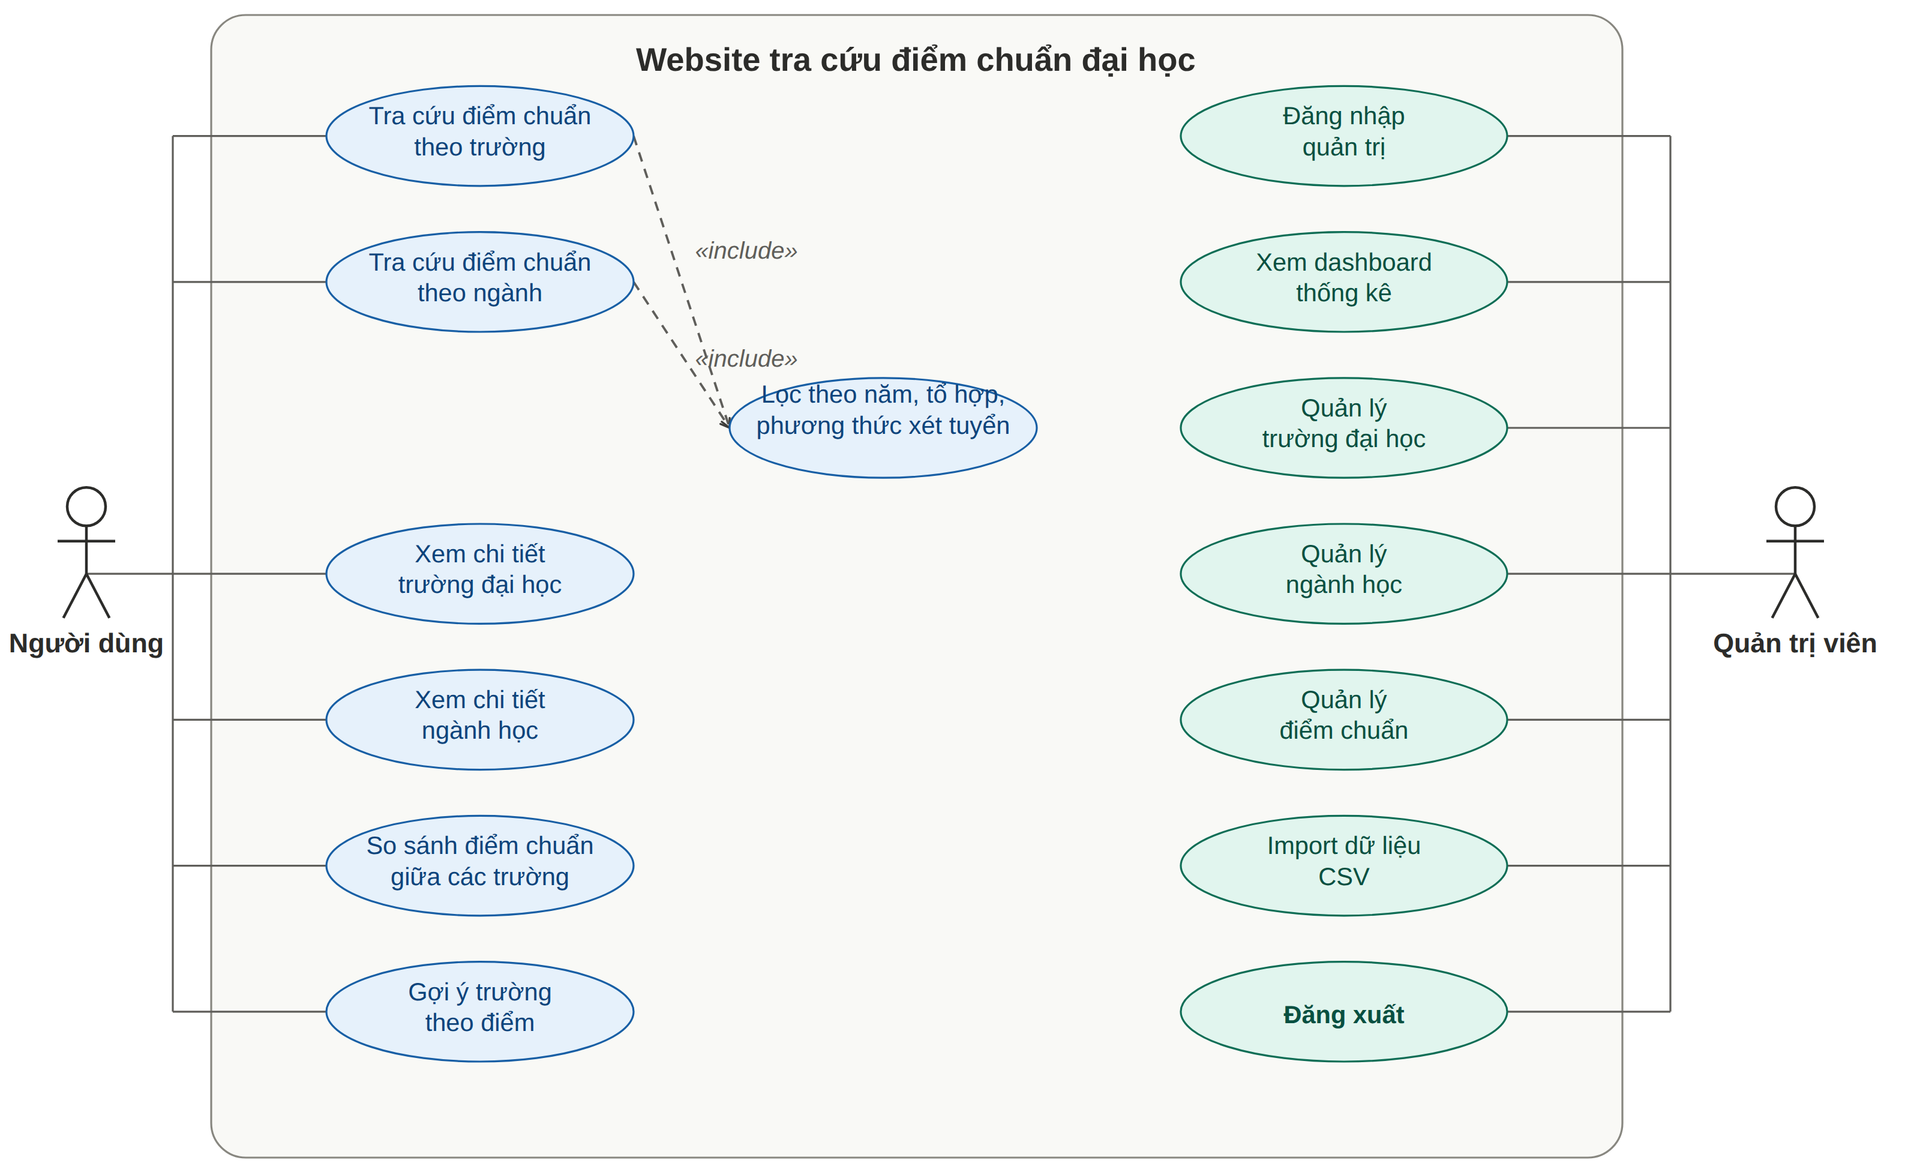 Website tra cứu điểm chuẩn đại học
Tra cứu điểm chuẩn
theo trường
Tra cứu điểm chuẩn
theo ngành
«include»
«include»
Lọc theo năm, tổ hợp,
phương thức xét tuyển
Xem chi tiết
trường đại học
Xem chi tiết
ngành học
So sánh điểm chuẩn
giữa các trường
Gợi ý trường
theo điểm
Người dùng
Đăng nhập
quản trị
Xem dashboard
thống kê
Quản lý
trường đại học
Quản lý
ngành học
Quản lý
điểm chuẩn
Import dữ liệu
CSV
Đăng xuất
Quản trị viên